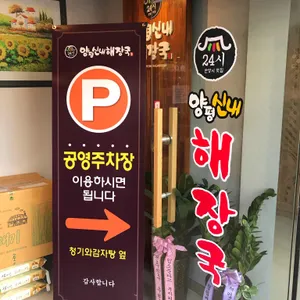 양평신내해장국
P
공영주차장
이용하시면
됩니다
청기와감자탕 옆
감사합니다
24시
양평신내
해장국